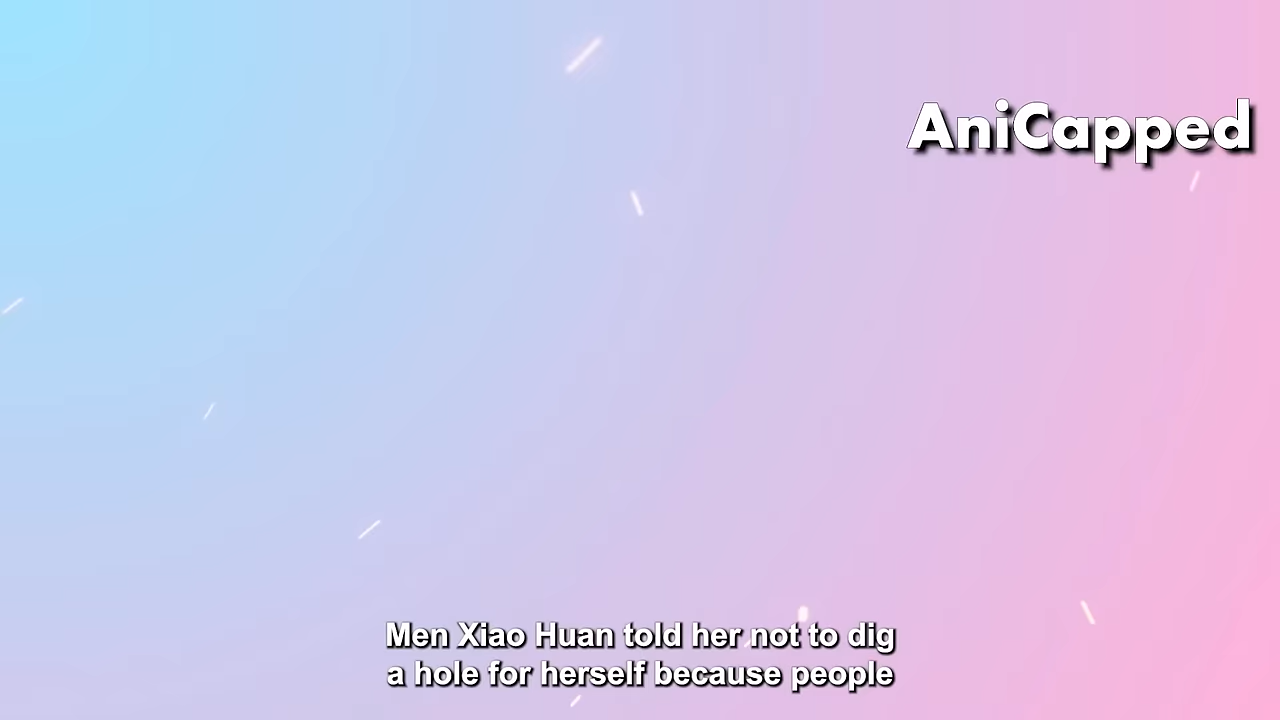 AniCapped
Men Xiao Huan told her not to dig
a hole for herself because people